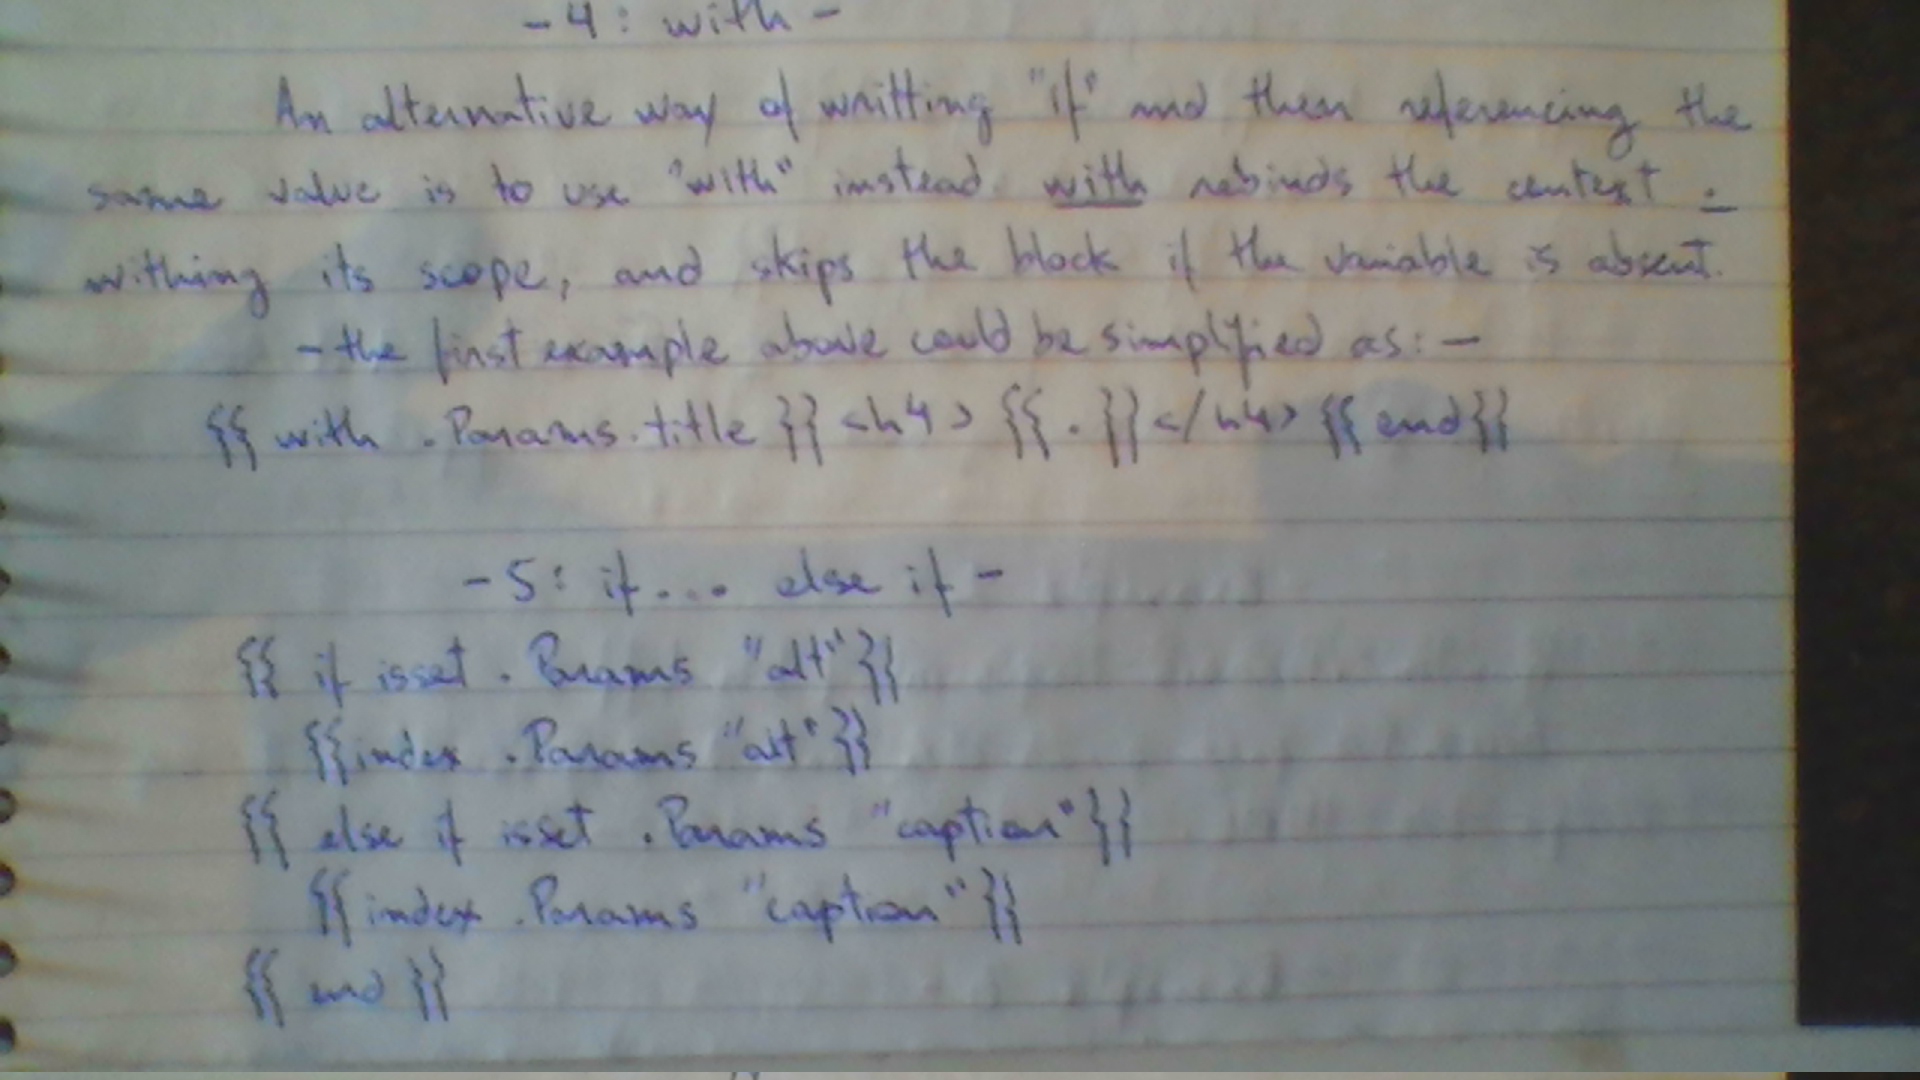 - 4 : with -
An alternative way of writting "if" and then referencing the
same value is to use "with" instead. with rebinds the context .
withing its scope, and skips the block if the variable is absent.
- the first example above could be simplified as: -
{{ with .Params.title }} <h4> {{ . }} </h4> {{ end }}
- 5 : if .... else if -
{{ if isset . Params "alt" }}
{{ index .Params "alt" }}
{{ else if isset .Params "caption" }}
{{ index .Params "caption" }}
{{ end }}